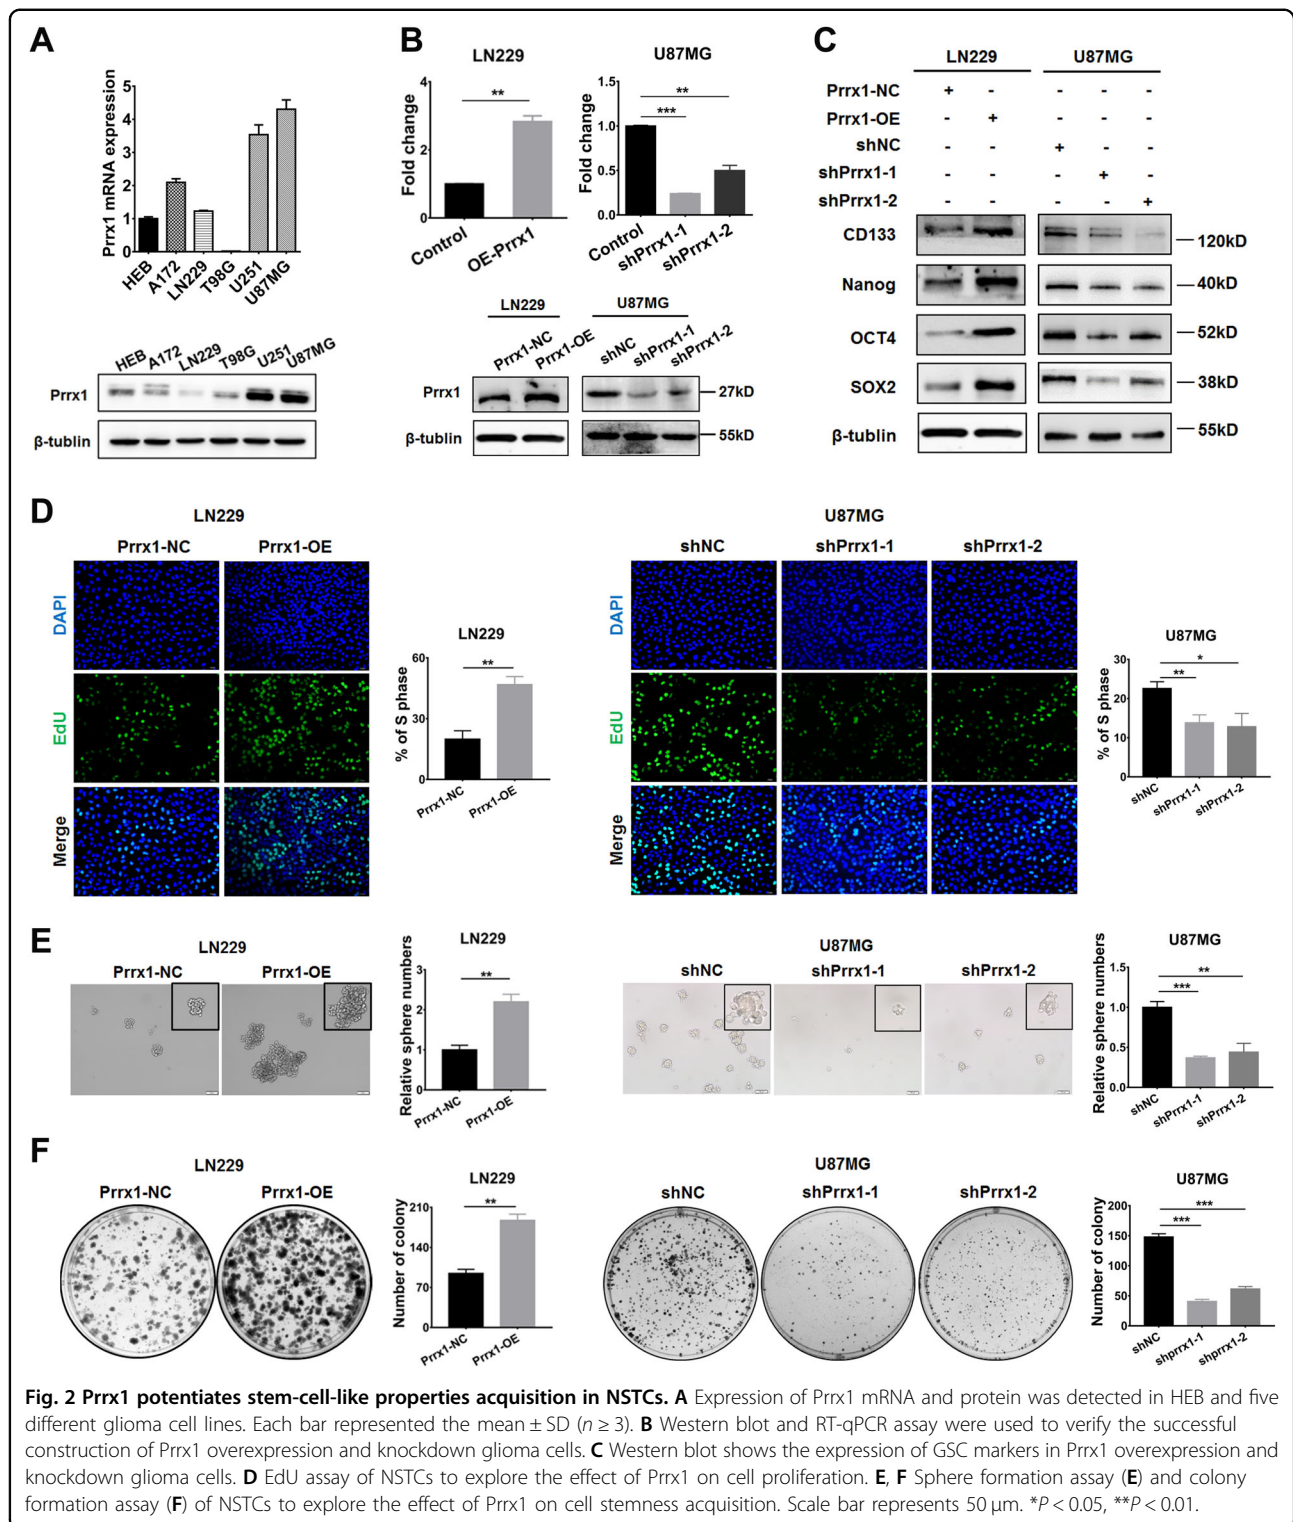 A
Prrx1 mRNA expression
5
4
3
2
1
0
HEB
A172
LN229
T98G
U251
U87MG
HEB
A172
LN229
T98G
U251
U87MG
Prrx1
β-tublin
B
LN229
Fold change
4
2
0
**
Control
OE-Prrx1
U87MG
Fold change
1.5
1.0
0.5
0.0
**
***
Control
shPrrx1-1
shPrrx1-2
LN229
U87MG
Prrx1-NC
Prrx1-OE
shNC
shPrrx1-1
shPrrx1-2
Prrx1
27kD
β-tublin
55kD
C
LN229
U87MG
Prrx1-NC + - - - -
Prrx1-OE - + - - -
shNC - - + - -
shPrrx1-1 - - - + -
shPrrx1-2 - - - - +
CD133
120kD
Nanog
40kD
OCT4
52kD
SOX2
38kD
β-tublin
55kD
D
LN229
Prrx1-NC
Prrx1-OE
DAPI
EdU
Merge
LN229
% of S phase
60
30
0
**
Prrx1-NC
Prrx1-OE
U87MG
shNC
shPrrx1-1
shPrrx1-2
DAPI
EdU
Merge
U87MG
% of S phase
30
20
10
0
*
**
shNC
shPrrx1-1
shPrrx1-2
E
LN229
Prrx1-NC
Prrx1-OE
LN229
Relative sphere numbers
3
2
1
0
**
Prrx1-NC
Prrx1-OE
U87MG
shNC
shPrrx1-1
shPrrx1-2
U87MG
Relative sphere numbers
1.5
1.0
0.5
0.0
**
***
shNC
shPrrx1-1
shPrrx1-2
F
LN229
Prrx1-NC
Prrx1-OE
LN229
Number of colony
210
140
70
0
**
Prrx1-NC
Prrx1-OE
U87MG
shNC
shPrrx1-1
shPrrx1-2
U87MG
Number of colony
200
150
100
50
0
***
***
shNC
shprrx1-1
shprrx1-2
Fig. 2 Prrx1 potentiates stem-cell-like properties acquisition in NSTCs. A Expression of Prrx1 mRNA and protein was detected in HEB and five
different glioma cell lines. Each bar represented the mean ± SD (n ≥ 3). B Western blot and RT-qPCR assay were used to verify the successful
construction of Prrx1 overexpression and knockdown glioma cells. C Western blot shows the expression of GSC markers in Prrx1 overexpression and
knockdown glioma cells. D EdU assay of NSTCs to explore the effect of Prrx1 on cell proliferation. E, F Sphere formation assay (E) and colony
formation assay (F) of NSTCs to explore the effect of Prrx1 on cell stemness acquisition. Scale bar represents 50 μm. *P < 0.05, **P < 0.01.